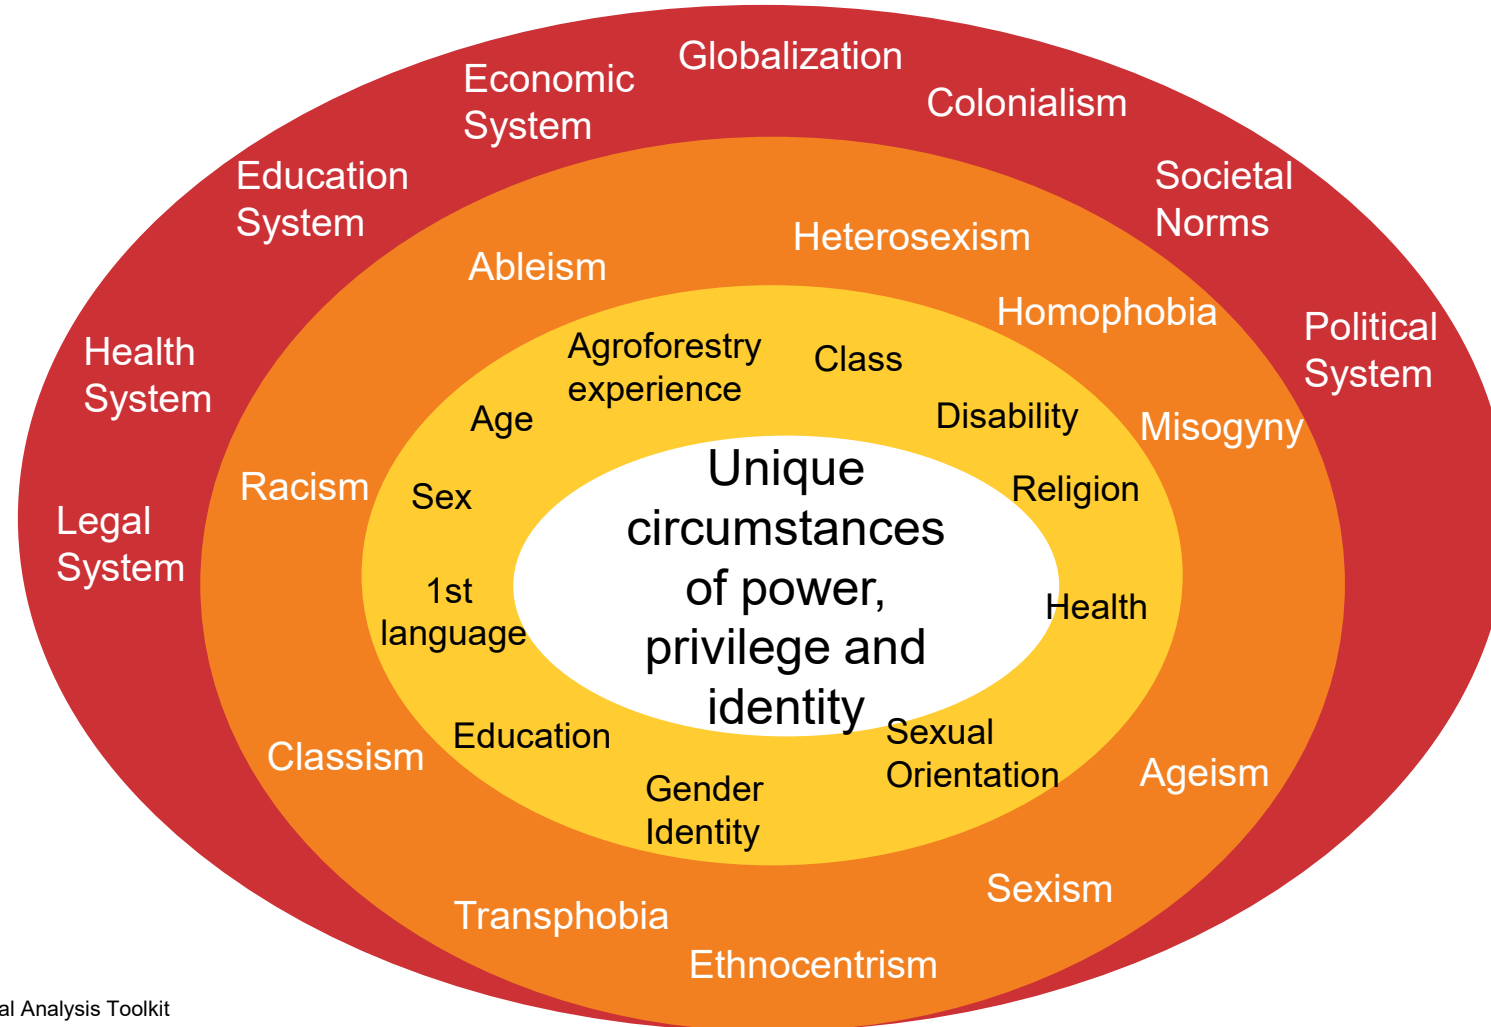 Globalization
Economic
System
Colonialism
Education
System
Societal
Norms
Heterosexism
Ableism
Homophobia
Political
System
Health
System
Agroforestry
experience
Class
Age
Disability
Misogyny
Racism
Sex
Unique
circumstances
of power,
privilege and
identity
Religion
Legal
System
1st
language
Health
Classism
Education
Sexual
Orientation
Gender
Identity
Ageism
Sexism
Transphobia
Ethnocentrism
al Analysis Toolkit